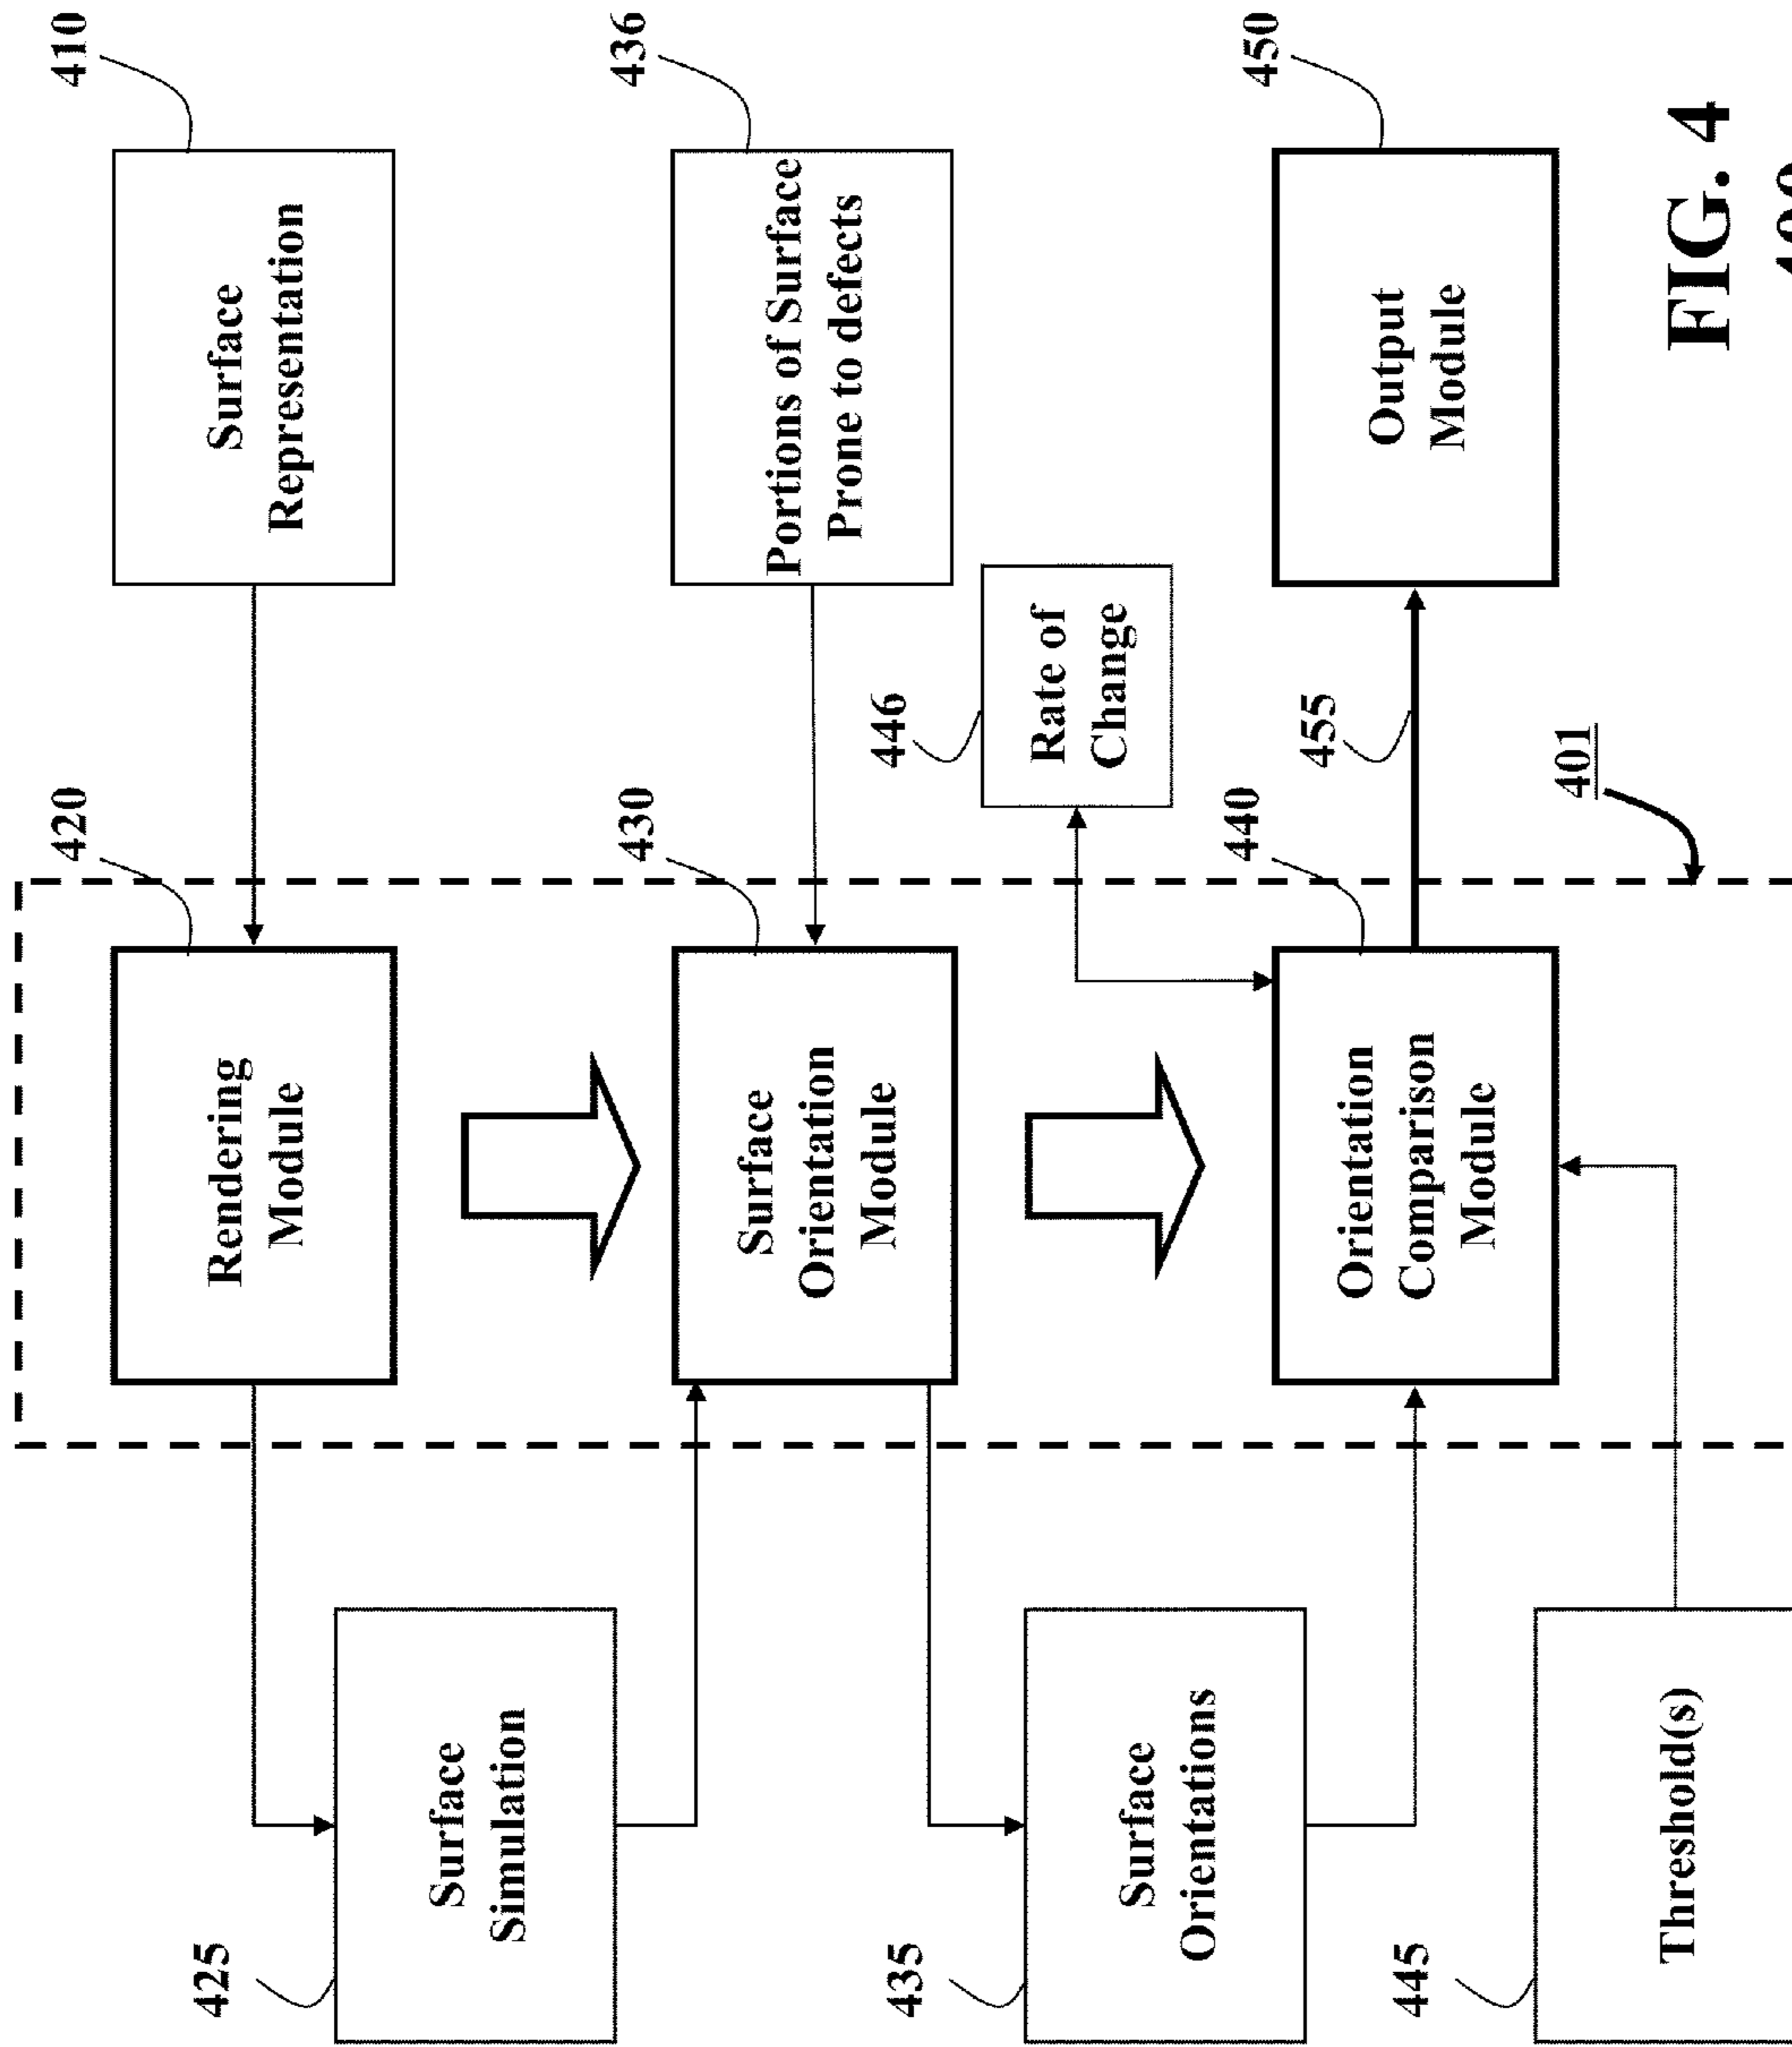 420
410
425
Rendering
Module
Surface
Representation
Surface
Simulation
430
436
Surface
Orientation
Module
Portions of Surface
Prone to defects
435
446
Surface
Orientations
Rate of
Change
440
450
455
Orientation
Comparison
Module
Output
Module
445
401
Threshold(s)
FIG. 4